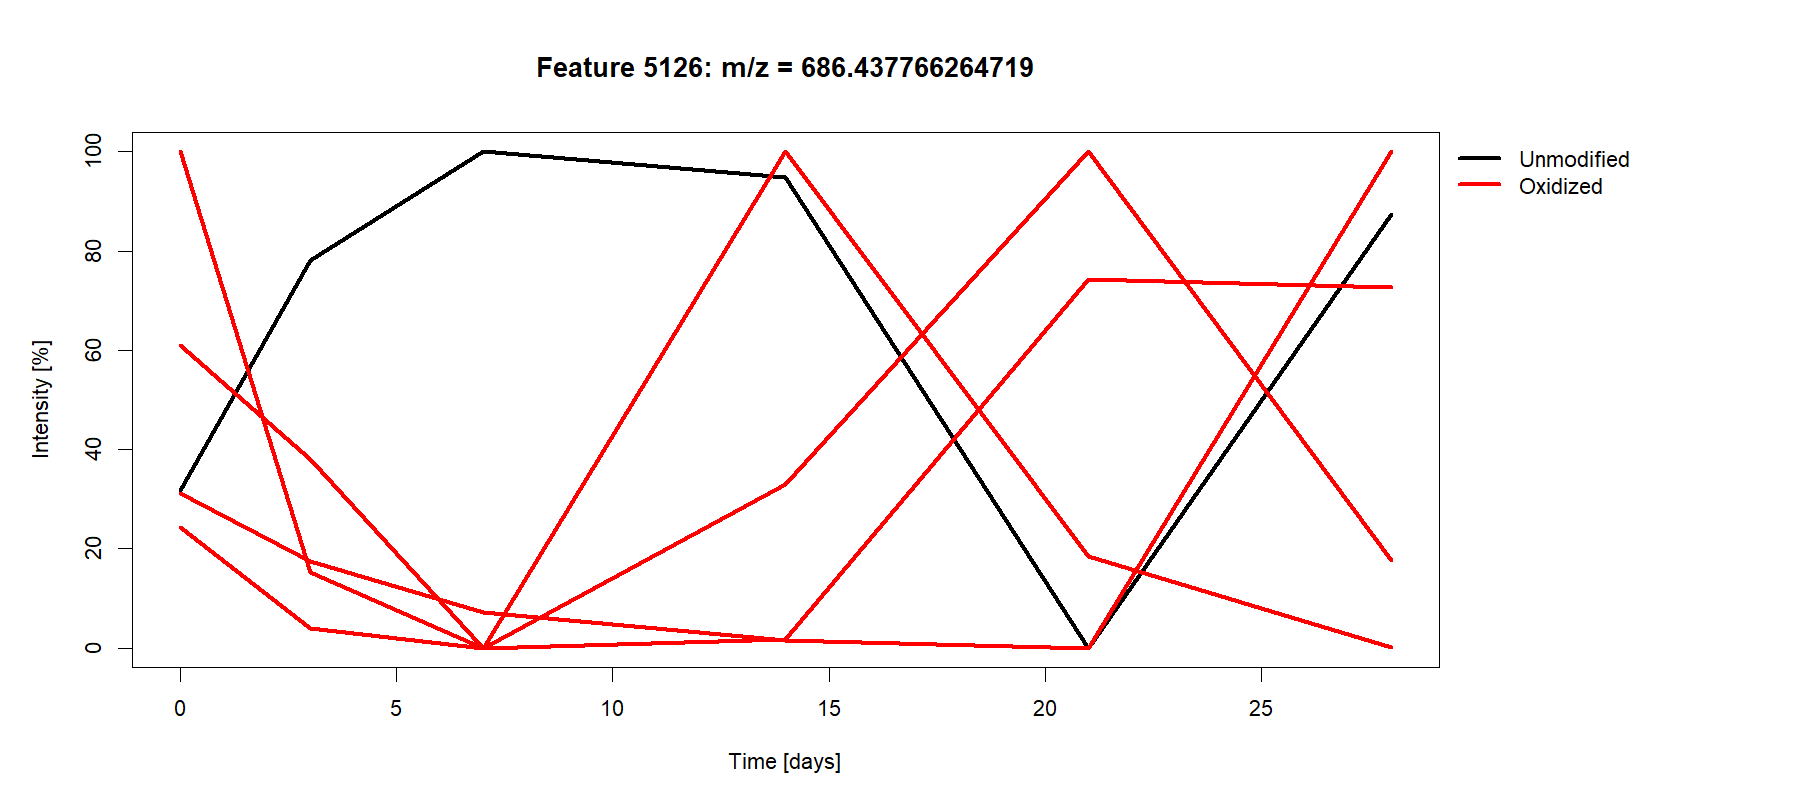 Feature 5126: m/z = 686.437766264719
Unmodified
Oxidized
Intensity [%]
100
80
60
40
20
0
0 5 10 15 20 25
Time [days]